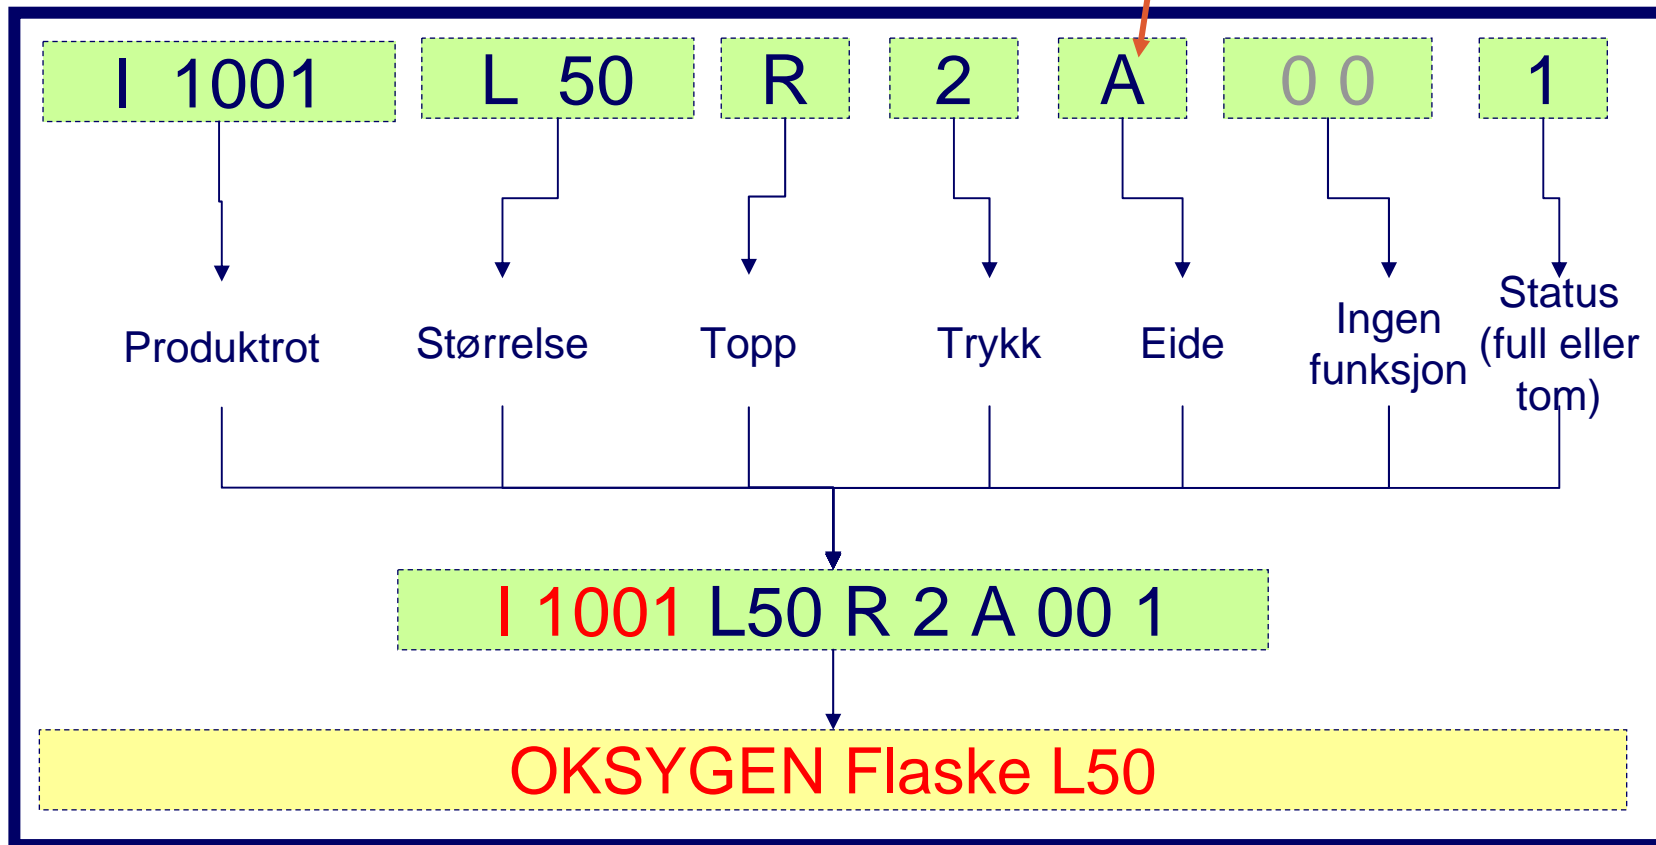 I 1001 L 50 R 2 A 0 0 1
Produktrot
Størrelse
Topp
Trykk
Eide
Ingen
funksjon
Status
(full eller
tom)
I 1001 L50 R 2 A 00 1
OKSYGEN Flaske L50